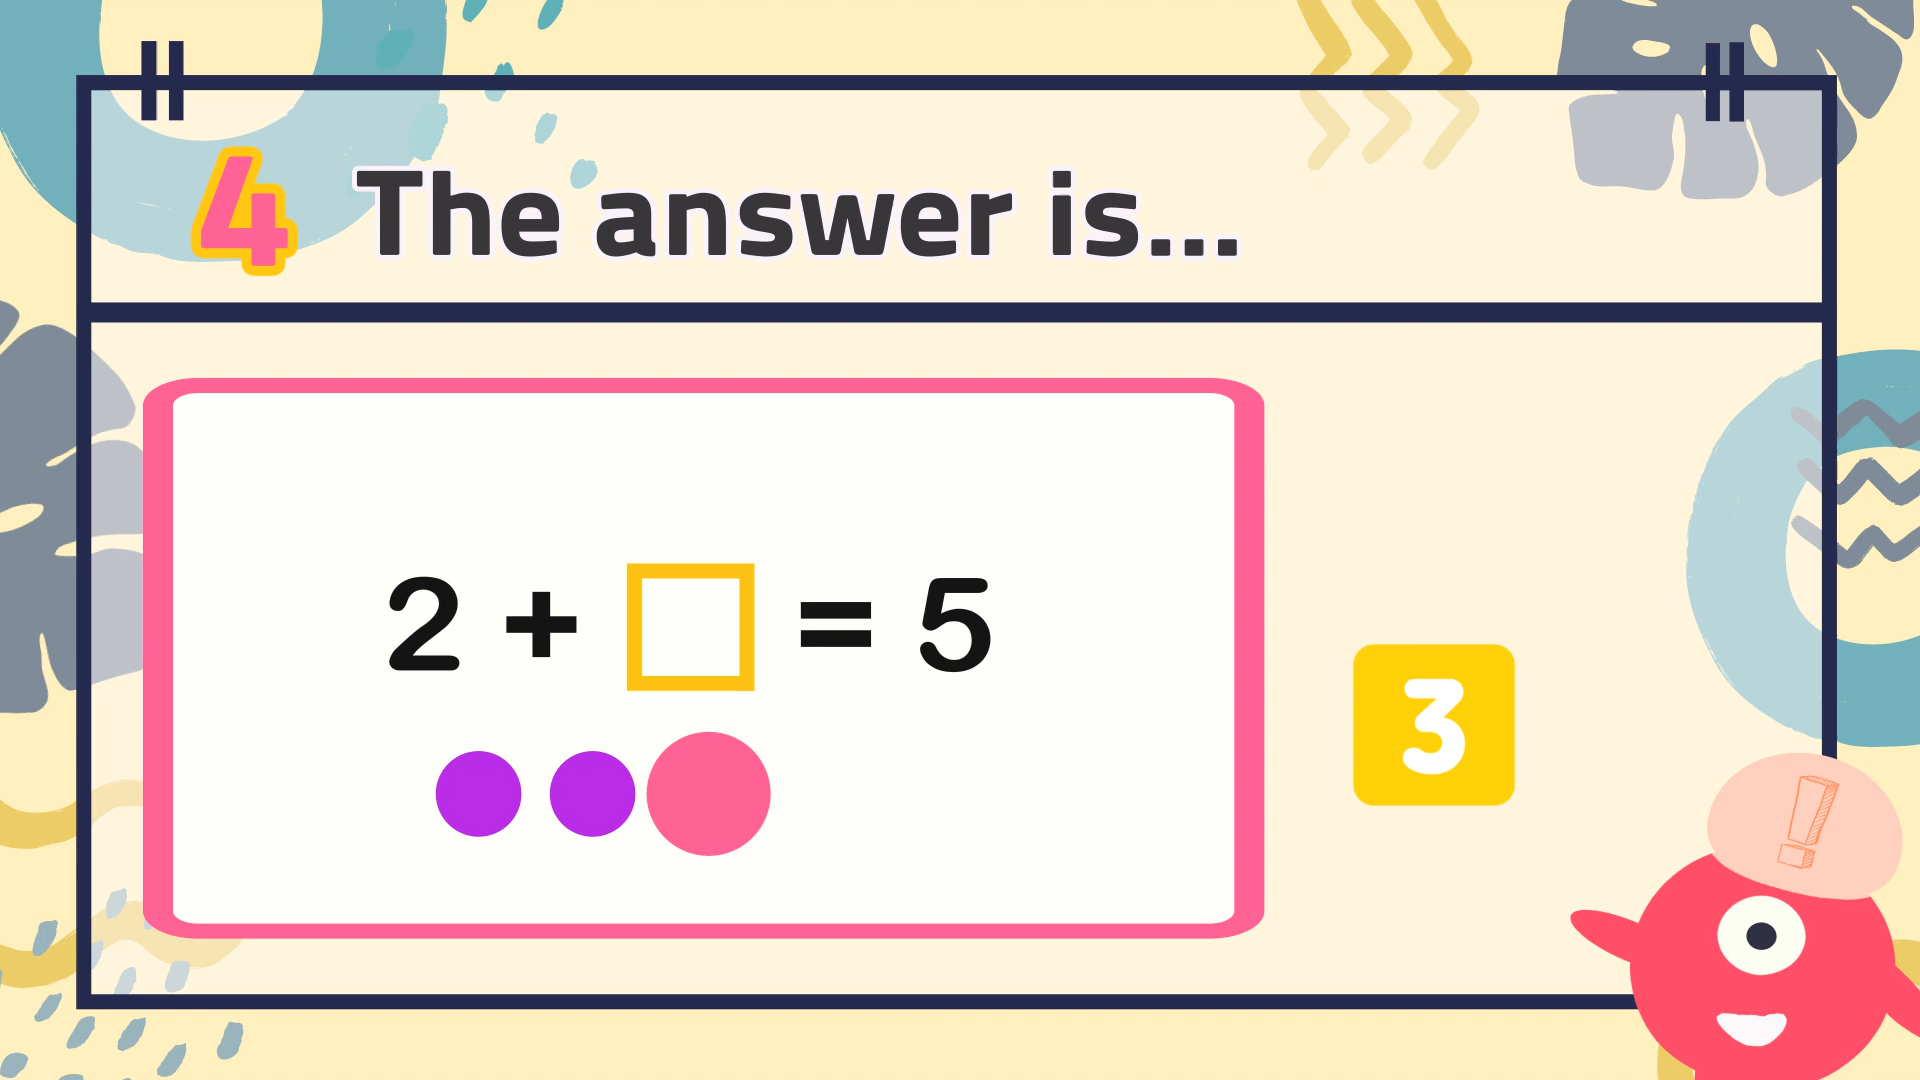 4 The answer is...
2 + □ = 5
3
!